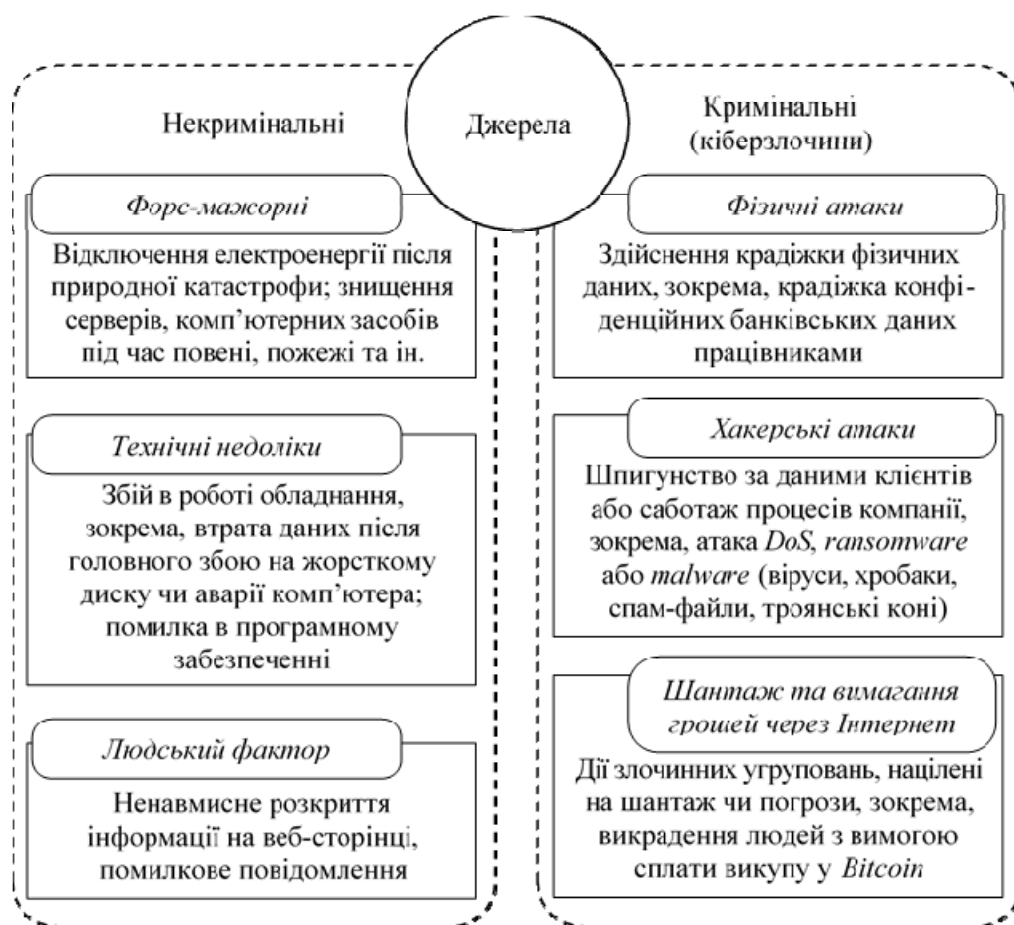 Джерела
Некримінальні
Форс-мажорні
Відключення електроенергії після
природної катастрофи; знищення
серверів, комп’ютерних засобів
під час повені, пожежі та ін.
Технічні недоліки
Збій в роботі обладнання,
зокрема, втрата даних після
головного збою на жорсткому
диску чи аварії комп’ютера;
помилка в програмному
забезпеченні
Людський фактор
Ненавмисне розкриття
інформації на веб-сторінці,
помилкове повідомлення
Кримінальні
(кіберзлочини)
Фізичні атаки
Здійснення крадіжки фізичних
даних, зокрема, крадіжка конфі-
денційних банківських даних
працівниками
Хакерські атаки
Шпигунство за даними клієнтів
або саботаж процесів компанії,
зокрема, атака DoS, ransomware
або malware (віруси, хробаки,
спам-файли, троянські коні)
Шантаж та вимагання
грошей через Інтернет
Дії злочинних угруповань, націлені
на шантаж чи погрози, зокрема,
викрадення людей з вимогою
сплати викупу у Bitcoin